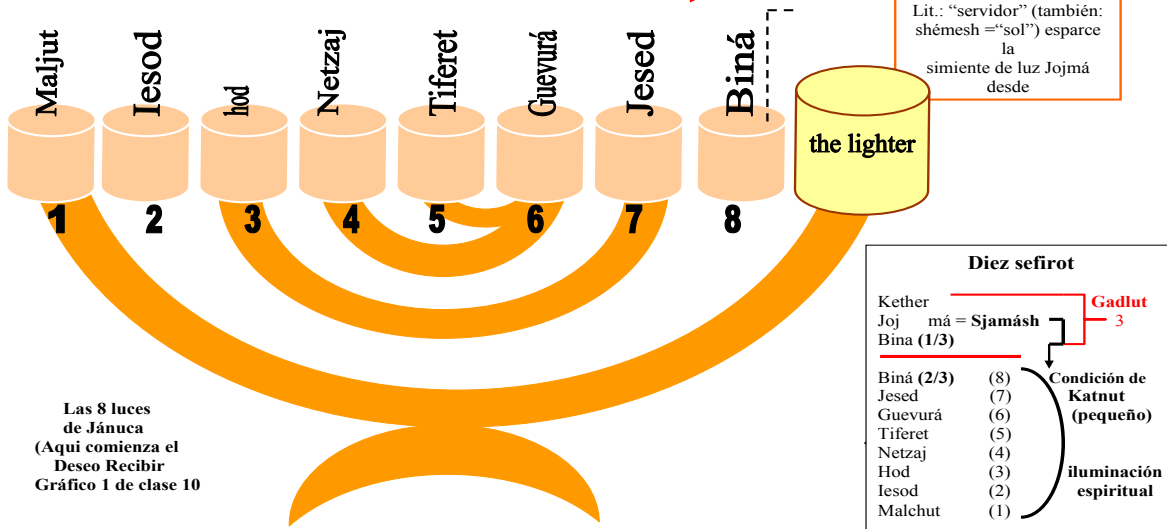 Lit.: “servidor” (también:
shémesh =“sol”) esparce
la
simiente de luz Jojmá
desde
Maljut
Iesod
hod
Netzaj
Tiferet
Guevurá
Jesed
Biná
the lighter
1
2
3
4
5
6
7
8
Las 8 luces
de Jánuca
(Aqui comienza el
Deseo Recibir
Gráfico 1 de clase 10
Diez sefirot
Kether
Joj má = Sjamásh
Bina (1/3)
Gadlut
3
Biná (2/3) (8) Condición de
Jesed (7) Katnut
Guevurá (6) (pequeño)
Tiferet (5)
Netzaj (4)
Hod (3) iluminación
Iesod (2) espiritual
Malchut (1)